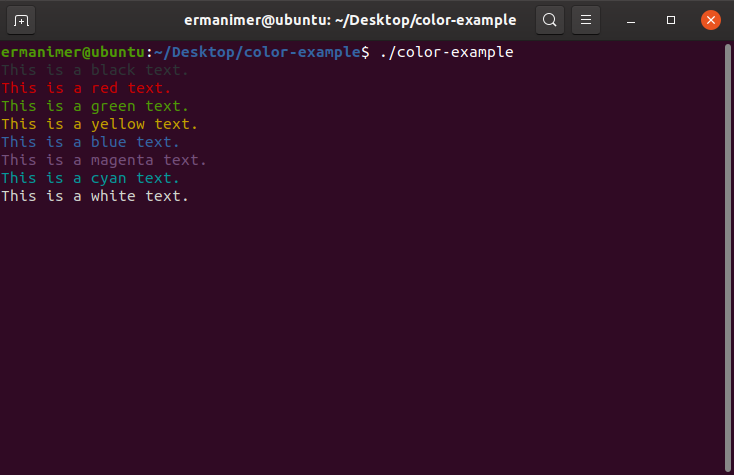 ermanimer@ubuntu: ~/Desktop/color-example
ermanimer@ubuntu:~/Desktop/color-example$ ./color-example
This is a black text.
This is a red text.
This is a green text.
This is a yellow text.
This is a blue text.
This is a magenta text.
This is a cyan text.
This is a white text.